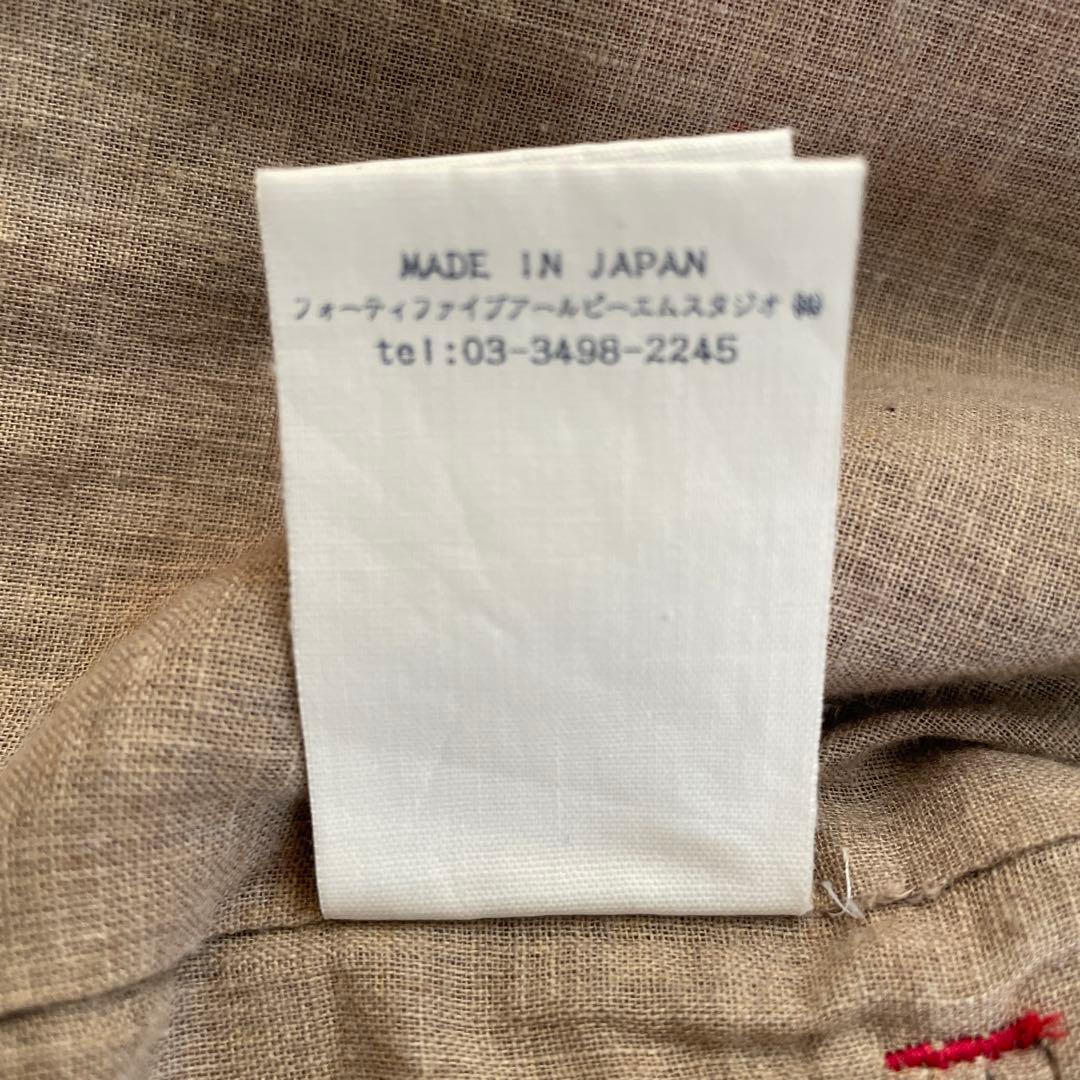 MADE IN JAPAN
フォーティファイブアールピーエムスタジオ ㈱
tel:03-3498-2245